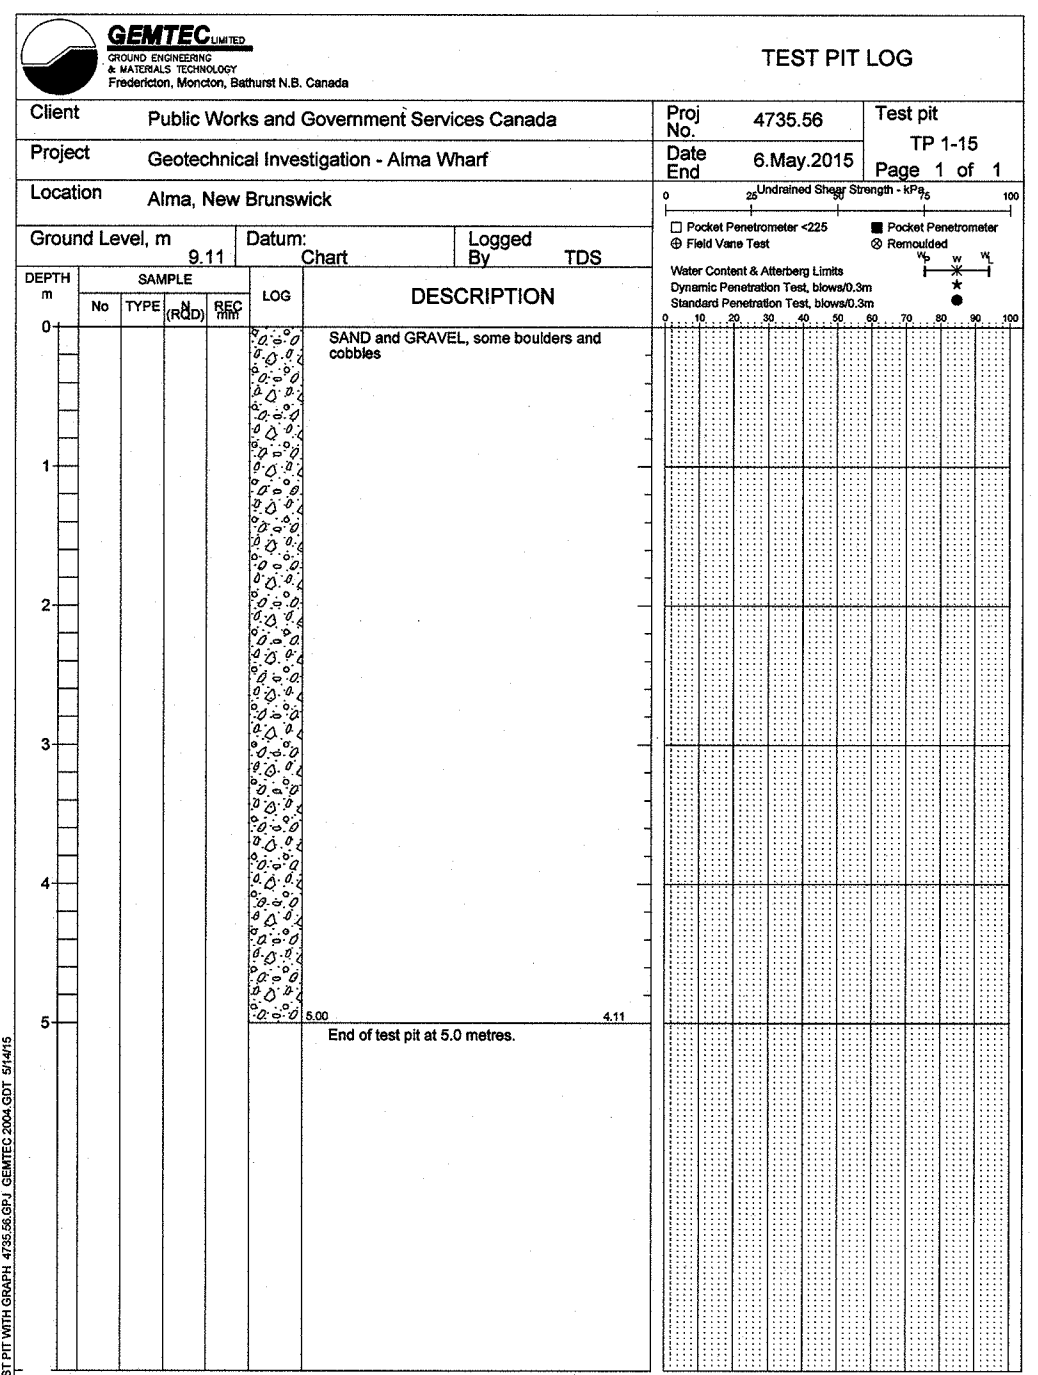 GEMTEC LIMITED
GROUND ENGINEERING
& MATERIALS TECHNOLOGY
Fredericton, Moncton, Bathurst N.B. Canada
TEST PIT LOG
Client Public Works and Government Services Canada
Proj No. 4735.56
Test pit TP 1-15
Project Geotechnical Investigation - Alma Wharf
Date End 6.May.2015
Page 1 of 1
Location Alma, New Brunswick
Ground Level, m 9.11
Datum: Chart
Logged By TDS
Undrained Shear Strength - kPa
0 25 50 75 100
Pocket Penetrometer <225
Pocket Penetrometer
Field Vane Test
Remoulded
Water Content & Atterberg Limits
WP W WL
Dynamic Penetration Test, blows/0.3m
Standard Penetration Test, blows/0.3m
0 10 20 30 40 50 60 70 80 90 100
DEPTH m
SAMPLE
No TYPE N (RQD) REC mm
LOG
DESCRIPTION
0
SAND and GRAVEL, some boulders and
cobbles
1
2
3
4
5
5.00 4.11
End of test pit at 5.0 metres.
ST PIT WITH GRAPH 4735.56.GPJ GEMTEC 2004.GDT 5/14/15